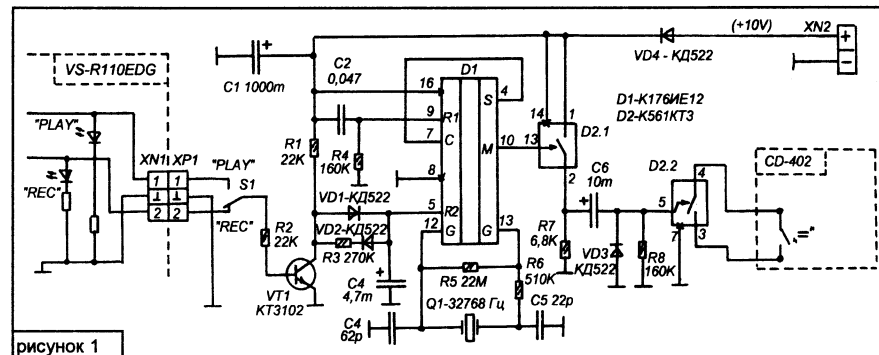 VS-R110EDG
"PLAY"
"REC"
XN1
XP1
1
1
⊥
⊥
2
2
"PLAY"
S1
"REC"
R2
22K
VT1
КТ3102
C1 1000m
+
C2
0,047
R1
22K
R4
160K
VD1-КД522
VD2-КД522
R3 270K
+
C4
4,7m
D1
16
9
7
8
5
12
R1
C
R2
G
S
M
G
4
10
13
R5 22M
R6
510K
Q1-32768 Гц
C4
62p
C5 22p
VD4 - КД522
(+10V)
XN2
+
−
D1-К176ИЕ12
D2-К561КТ3
14
1
13
D2.1
2
C6
10m
+
R7
6,8K
VD3
КД522
R8
160K
D2.2
5
4
7
3
CD-402
"="
рисунок 1